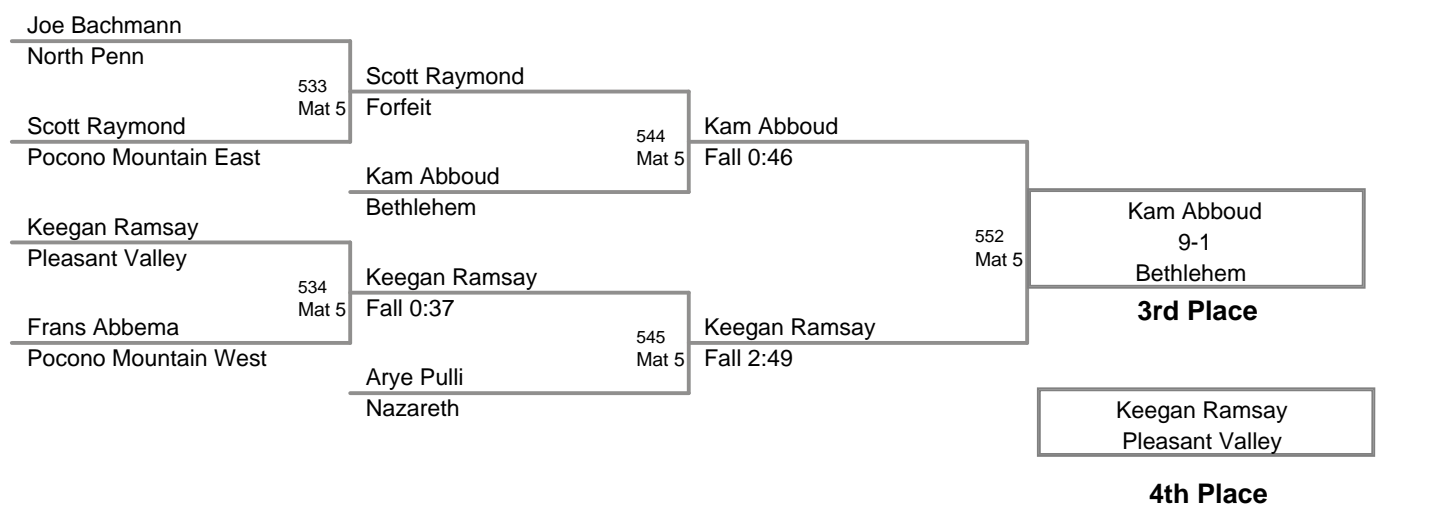 Joe Bachmann
North Penn
533
Mat 5
Scott Raymond
Pocono Mountain East
Scott Raymond
Forfeit
544
Mat 5
Kam Abboud
Bethlehem
Kam Abboud
Fall 0:46
Keegan Ramsay
Pleasant Valley
534
Mat 5
Frans Abbema
Pocono Mountain West
Keegan Ramsay
Fall 0:37
545
Mat 5
Arye Pulli
Nazareth
Keegan Ramsay
Fall 2:49
552
Mat 5
Kam Abboud
9-1
Bethlehem
3rd Place
Keegan Ramsay
Pleasant Valley
4th Place